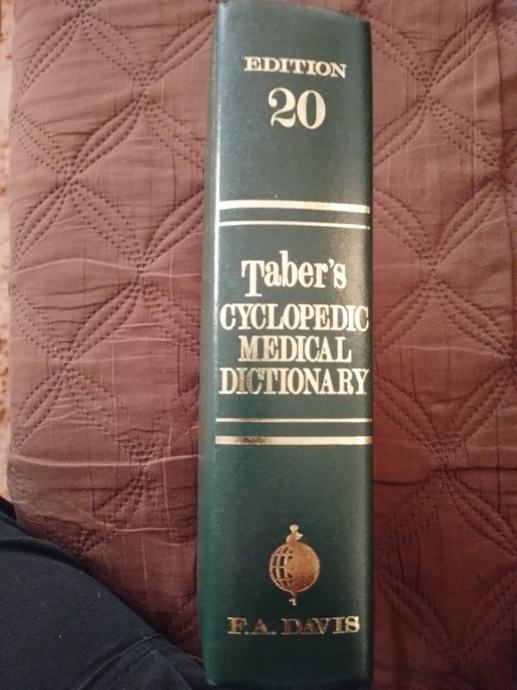 EDITION
20
Taber's
CYCLOPEDIC
MEDICAL
DICTIONARY
F.A. DAVIS